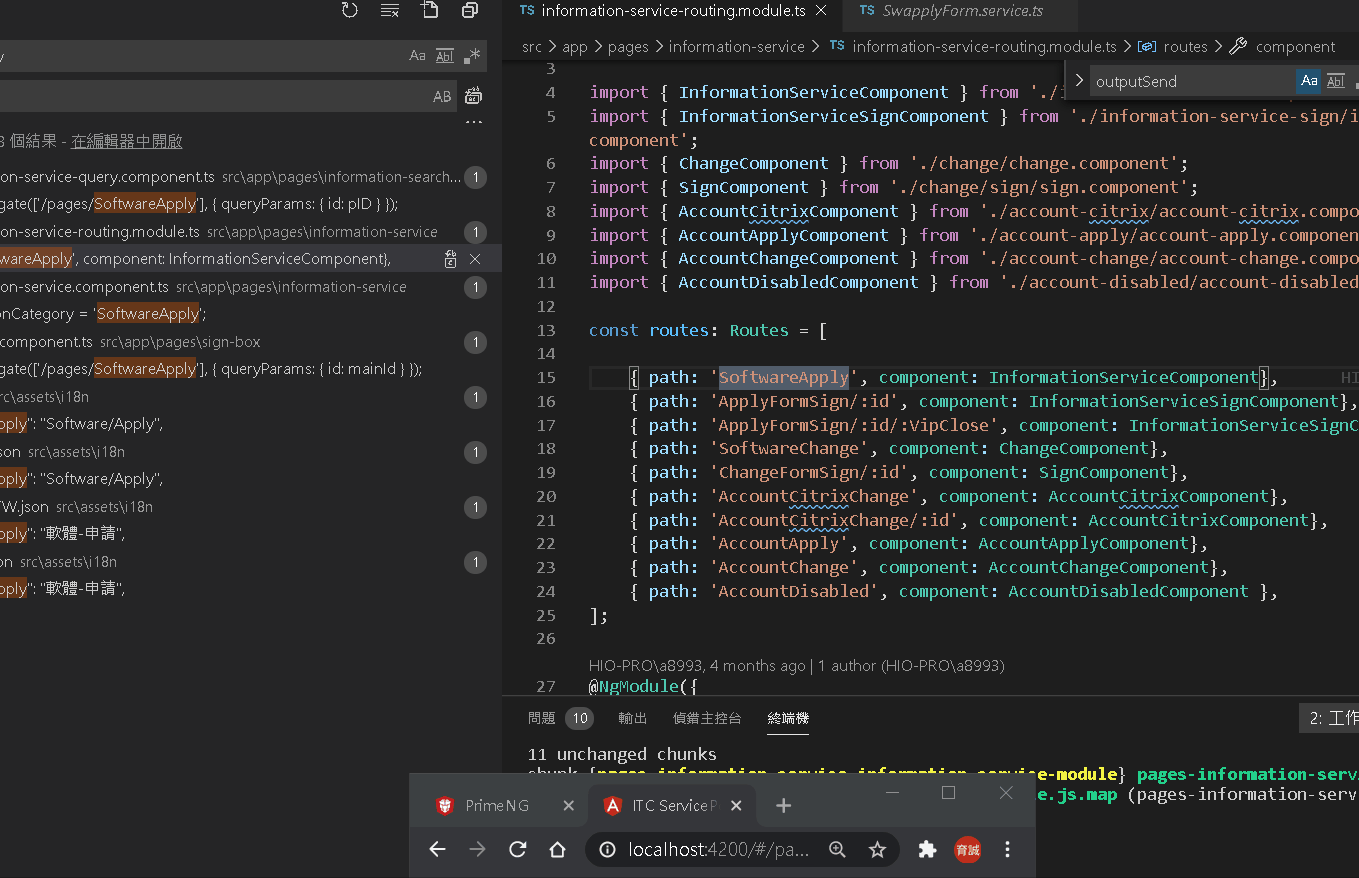 information-service-routing.module.ts
SwapplyForm.service.ts
Aa Abl .*
AB
3 個結果 - 在編輯器中開啟
on-service-query.component.ts src\app\pages\information-search... 1
gate(['/pages/SoftwareApply'], { queryParams: { id: pID } });
on-service-routing.module.ts src\app\pages\information-service 1
wareApply', component: InformationServiceComponent},
on-service.component.ts src\app\pages\information-service 1
onCategory = 'SoftwareApply';
component.ts src\app\pages\sign-box 1
gate(['/pages/SoftwareApply'], { queryParams: { id: mainId } });
rc\assets\i18n 1
pply": "Software/Apply",
son src\assets\i18n 1
pply": "Software/Apply",
W.json src\assets\i18n 1
pply": "軟體-申請",
on src\assets\i18n 1
pply": "軟體-申請",
src > app > pages > information-service > TS information-service-routing.module.ts > routes > component
outputSend Aa Abl
3
4 import { InformationServiceComponent } from './
5 import { InformationServiceSignComponent } from './information-service-sign/i
component';
6 import { ChangeComponent } from './change/change.component';
7 import { SignComponent } from './change/sign/sign.component';
8 import { AccountCitrixComponent } from './account-citrix/account-citrix.compo
9 import { AccountApplyComponent } from './account-apply/account-apply.componen
10 import { AccountChangeComponent } from './account-change/account-change.compo
11 import { AccountDisabledComponent } from './account-disabled/account-disabled
12
13 const routes: Routes = [
14
15 { path: 'SoftwareApply', component: InformationServiceComponent}, HI
16 { path: 'ApplyFormSign/:id', component: InformationServiceSignComponent},
17 { path: 'ApplyFormSign/:id/:VipClose', component: InformationServiceSignC
18 { path: 'SoftwareChange', component: ChangeComponent},
19 { path: 'ChangeFormSign/:id', component: SignComponent},
20 { path: 'AccountCitrixChange', component: AccountCitrixComponent},
21 { path: 'AccountCitrixChange/:id', component: AccountCitrixComponent},
22 { path: 'AccountApply', component: AccountApplyComponent},
23 { path: 'AccountChange', component: AccountChangeComponent},
24 { path: 'AccountDisabled', component: AccountDisabledComponent },
25 ];
26
HIO-PRO\a8993, 4 months ago | 1 author (HIO-PRO\a8993)
27 @NgModule({
問題 10 輸出 偵錯主控台 終端機 2: 工作
11 unchanged chunks
chunk {pages-information-service-information-service-module} pages-information-servi
e.js.map (pages-information-serv
PrimeNG
ITC Service P
localhost:4200/#/pa...
育誠